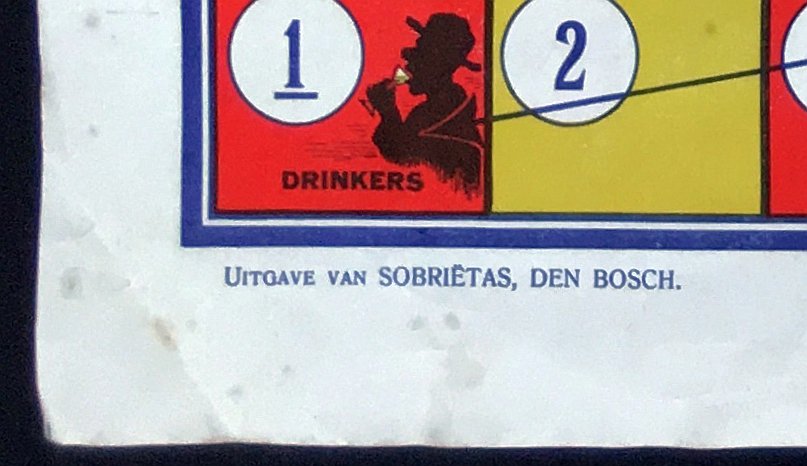 1
2
DRINKERS
UITGAVE VAN SOBRIËTAS, DEN BOSCH.